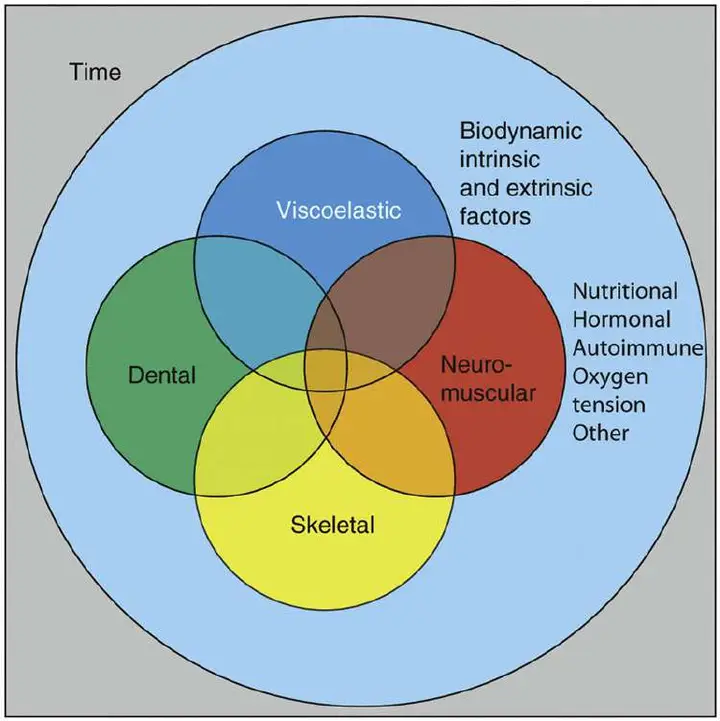 Time
Biodynamic
intrinsic
and extrinsic
factors
Viscoelastic
Nutritional
Hormonal
Autoimmune
Oxygen
tension
Other
Dental
Neuro-
muscular
Skeletal